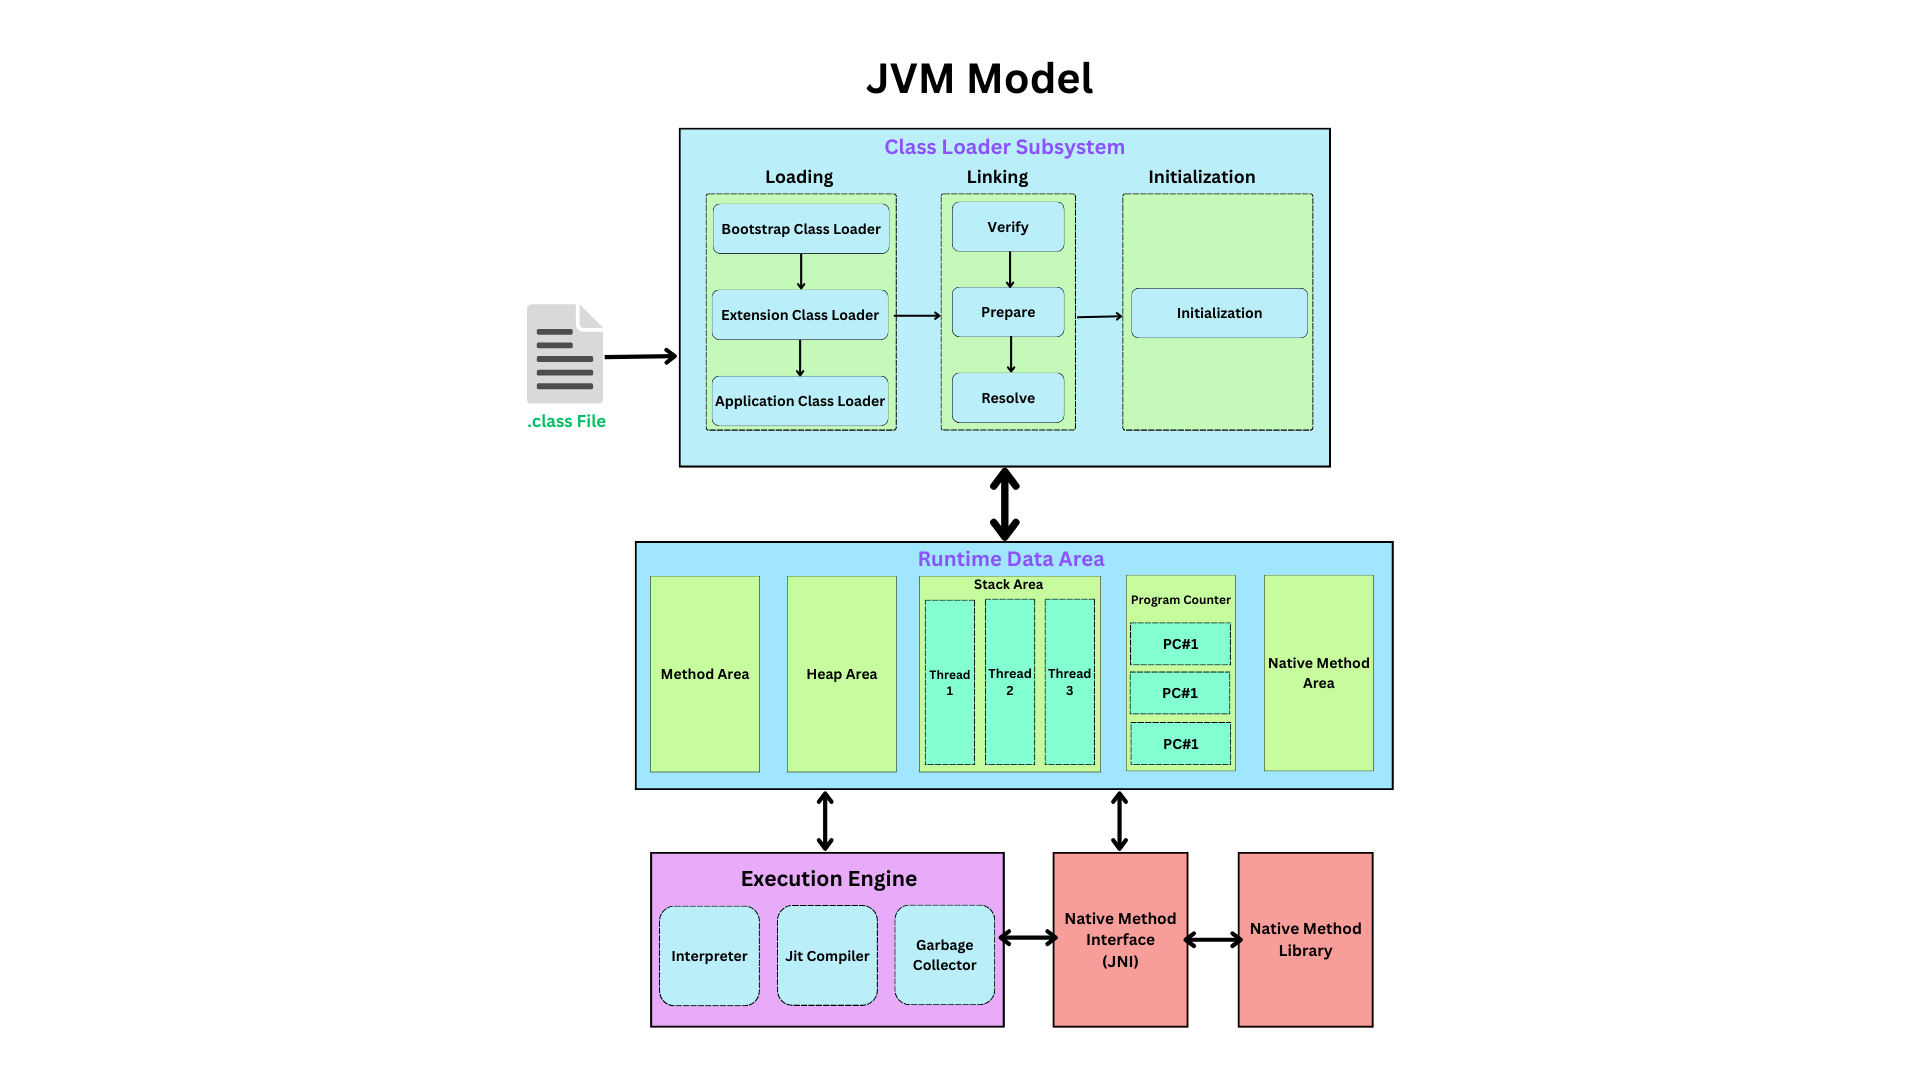 JVM Model
Class Loader Subsystem
Loading
Linking
Initialization
Bootstrap Class Loader
Extension Class Loader
Application Class Loader
Verify
Prepare
Resolve
Initialization
.class File
Runtime Data Area
Method Area
Heap Area
Stack Area
Thread
1
Thread
2
Thread
3
Program Counter
PC#1
PC#1
PC#1
Native Method
Area
Execution Engine
Interpreter
Jit Compiler
Garbage
Collector
Native Method
Interface
(JNI)
Native Method
Library